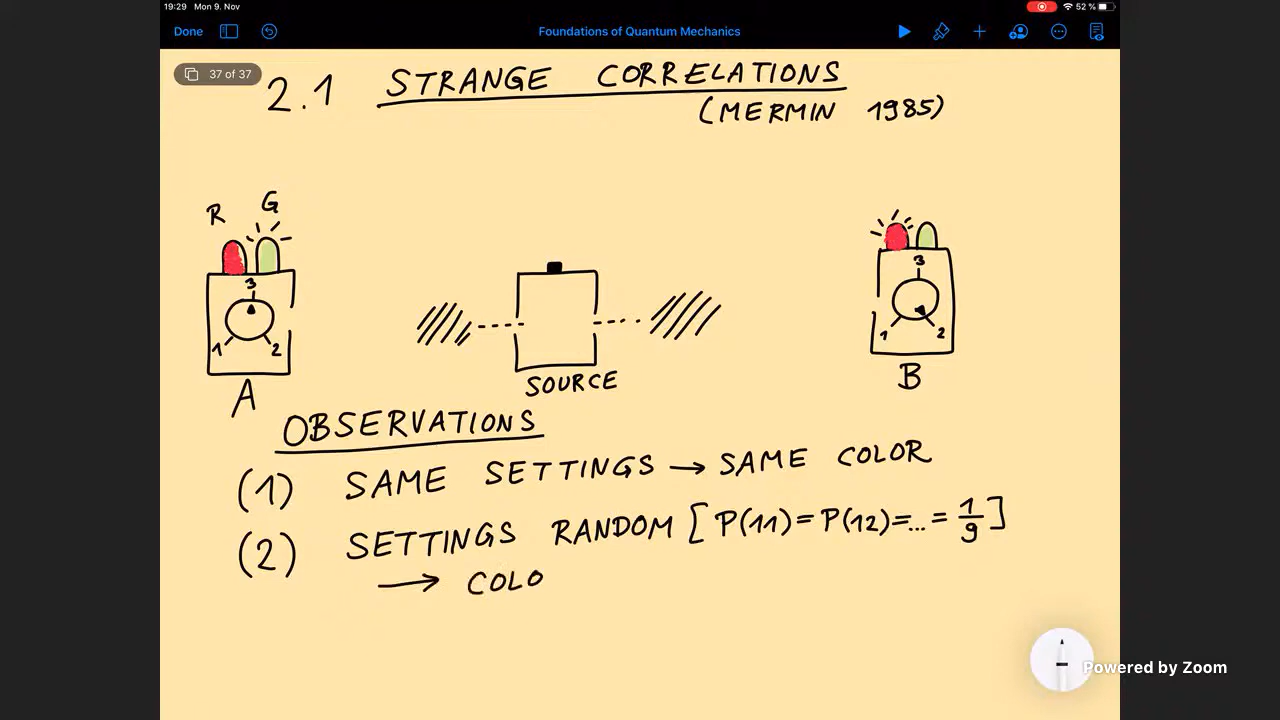 19:29 Mon 9. Nov
52 %
Done
Foundations of Quantum Mechanics
37 of 37
2.1 STRANGE CORRELATIONS
(MERMIN 1985)
R G
3
1 2
A
SOURCE
3
1 2
B
OBSERVATIONS
(1) SAME SETTINGS → SAME COLOR
(2) SETTINGS RANDOM [P(11)=P(12)=...=1/9]
→ COLO
Powered by Zoom